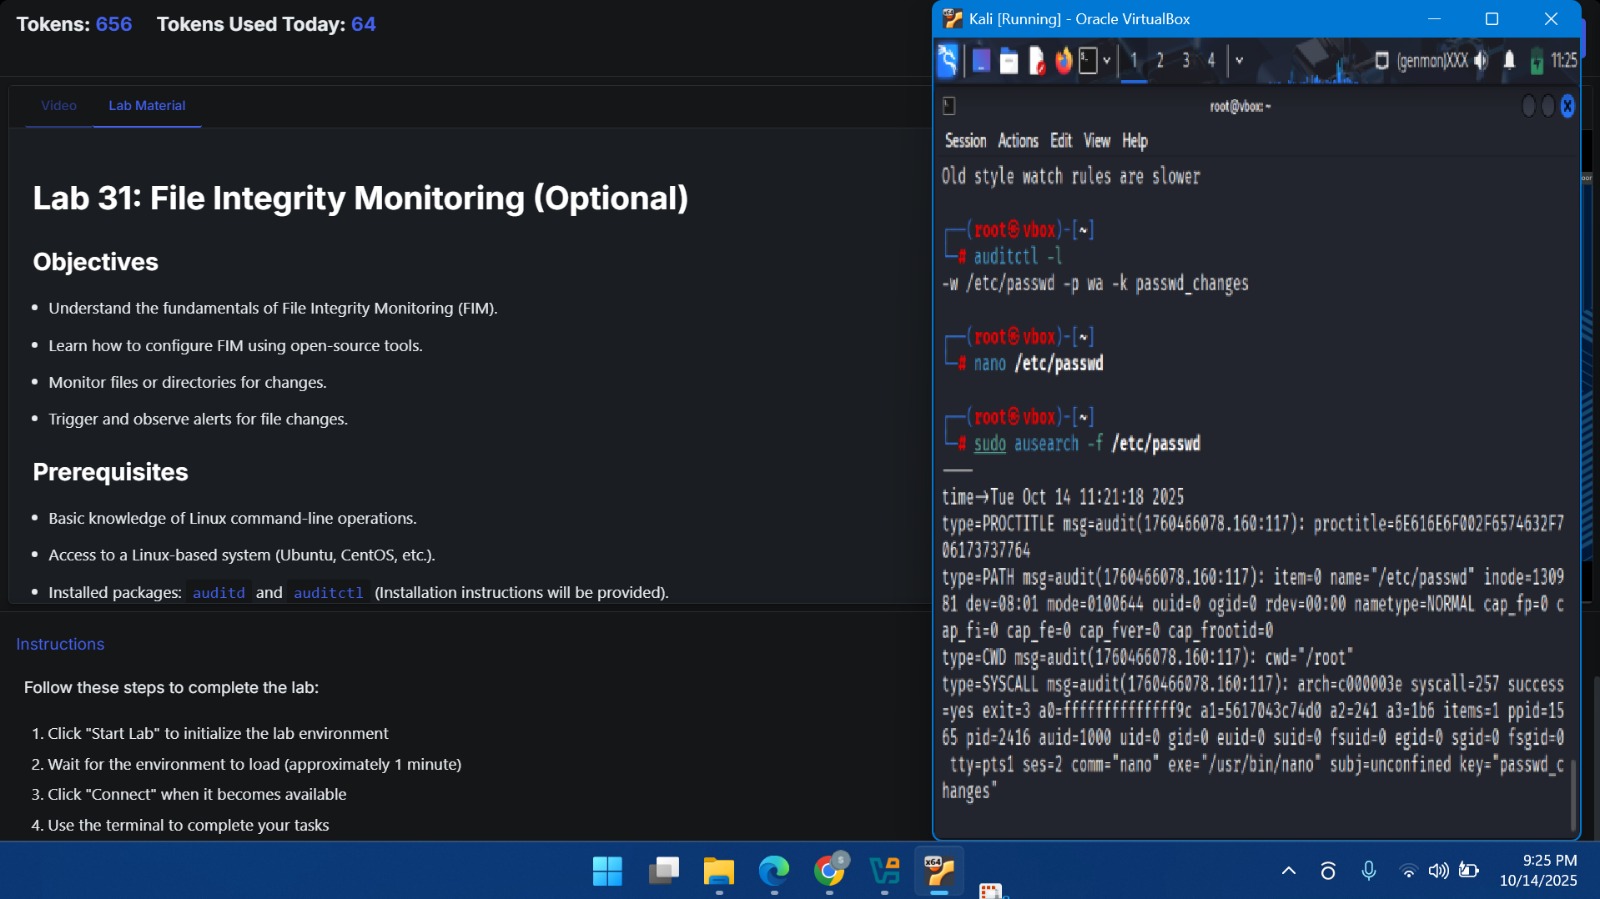 Tokens: 656 Tokens Used Today: 64
Video Lab Material
Lab 31: File Integrity Monitoring (Optional)
Objectives
Understand the fundamentals of File Integrity Monitoring (FIM).
Learn how to configure FIM using open-source tools.
Monitor files or directories for changes.
Trigger and observe alerts for file changes.
Prerequisites
Basic knowledge of Linux command-line operations.
Access to a Linux-based system (Ubuntu, CentOS, etc.).
Installed packages: auditd and auditctl (Installation instructions will be provided).
Instructions
Follow these steps to complete the lab:
1. Click "Start Lab" to initialize the lab environment
2. Wait for the environment to load (approximately 1 minute)
3. Click "Connect" when it becomes available
4. Use the terminal to complete your tasks
Kali [Running] - Oracle VirtualBox
1 2 3 4 (genmon)XXX 11:25
root@vbox: ~
Session Actions Edit View Help
Old style watch rules are slower
┌──(root㉿vbox)-[~]
└─# auditctl -l
-w /etc/passwd -p wa -k passwd_changes
┌──(root㉿vbox)-[~]
└─# nano /etc/passwd
┌──(root㉿vbox)-[~]
└─# sudo ausearch -f /etc/passwd
----
time→Tue Oct 14 11:21:18 2025
type=PROCTITLE msg=audit(1760466078.160:117): proctitle=6E616E6F002F6574632F7
06173737764
type=PATH msg=audit(1760466078.160:117): item=0 name="/etc/passwd" inode=1309
81 dev=08:01 mode=0100644 ouid=0 ogid=0 rdev=00:00 nametype=NORMAL cap_fp=0 c
ap_fi=0 cap_fe=0 cap_fver=0 cap_frootid=0
type=CWD msg=audit(1760466078.160:117): cwd="/root"
type=SYSCALL msg=audit(1760466078.160:117): arch=c000003e syscall=257 success
=yes exit=3 a0=ffffffffffffff9c a1=5617043c74d0 a2=241 a3=1b6 items=1 ppid=15
65 pid=2416 auid=1000 uid=0 gid=0 euid=0 suid=0 fsuid=0 egid=0 sgid=0 fsgid=0
tty=pts1 ses=2 comm="nano" exe="/usr/bin/nano" subj=unconfined key="passwd_c
hanges"
9:25 PM
10/14/2025